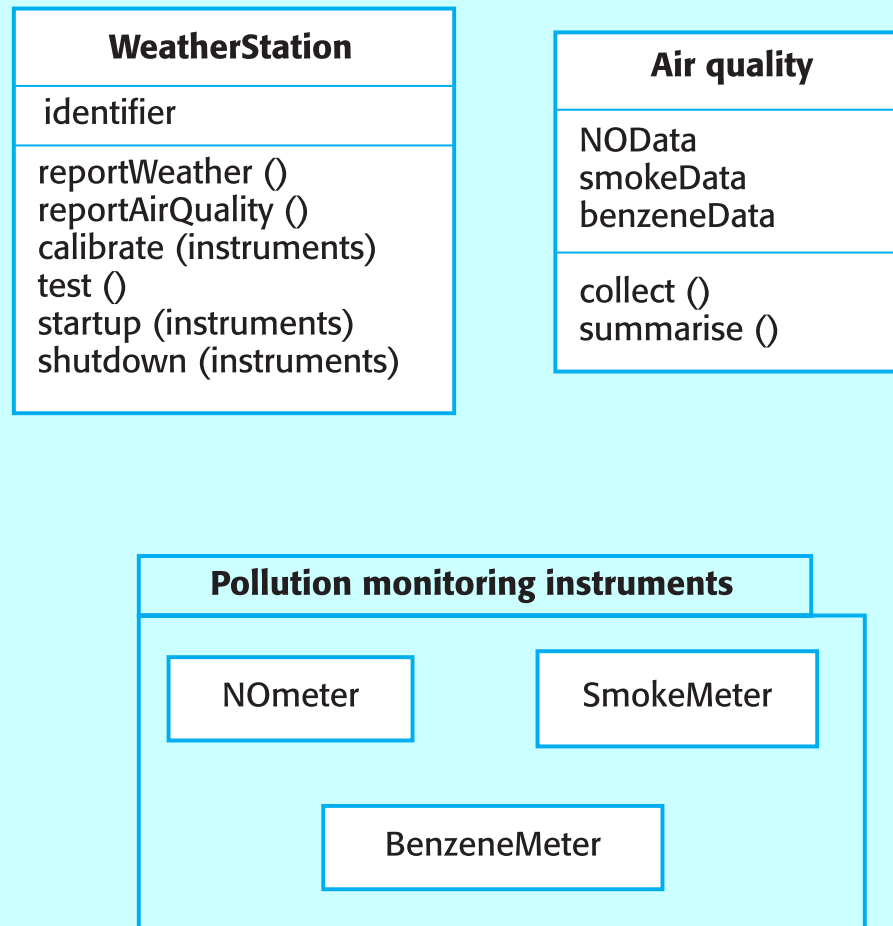 WeatherStation
identifier
reportWeather ()
reportAirQuality ()
calibrate (instruments)
test ()
startup (instruments)
shutdown (instruments)
Air quality
NOData
smokeData
benzeneData
collect ()
summarise ()
Pollution monitoring instruments
NOmeter
SmokeMeter
BenzeneMeter